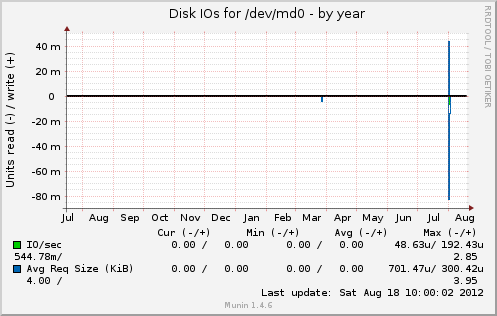 Disk IOs for /dev/md0 - by year
RRDTOOL / TOBI OETIKER
Units read (-) / write (+)
40 m
20 m
0
-20 m
-40 m
-60 m
-80 m
Jul Aug Sep Oct Nov Dec Jan Feb Mar Apr May Jun Jul Aug
Cur (-/+) Min (-/+) Avg (-/+) Max (-/+)
IO/sec 0.00 / 0.00 0.00 / 0.00 48.63u/ 192.43u
544.78m/ 2.85
Avg Req Size (KiB) 0.00 / 0.00 0.00 / 0.00 701.47u/ 300.42u
4.00 / 3.95
Last update: Sat Aug 18 10:00:02 2012
Munin 1.4.6